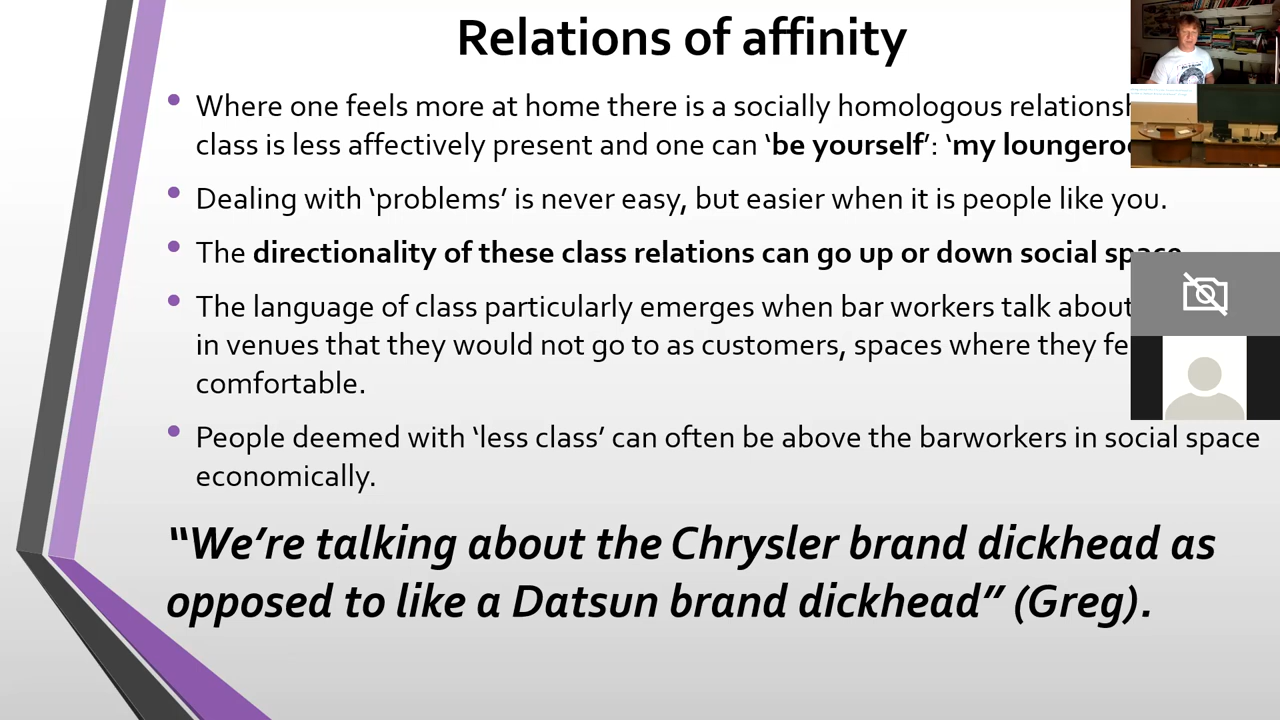 Relations of affinity
Where one feels more at home there is a socially homologous
class is less affectively present and one can ‘be yourself’: ‘my
Dealing with ‘problems’ is never easy, but easier when it is people like you.
The directionality of these class relations can go up or down social space
The language of class particularly emerges when bar workers talk about
in venues that they would not go to as customers, spaces where they
comfortable.
People deemed with ‘less class’ can often be above the barworkers in social space
economically.
“We’re talking about the Chrysler brand dickhead as
opposed to like a Datsun brand dickhead” (Greg).